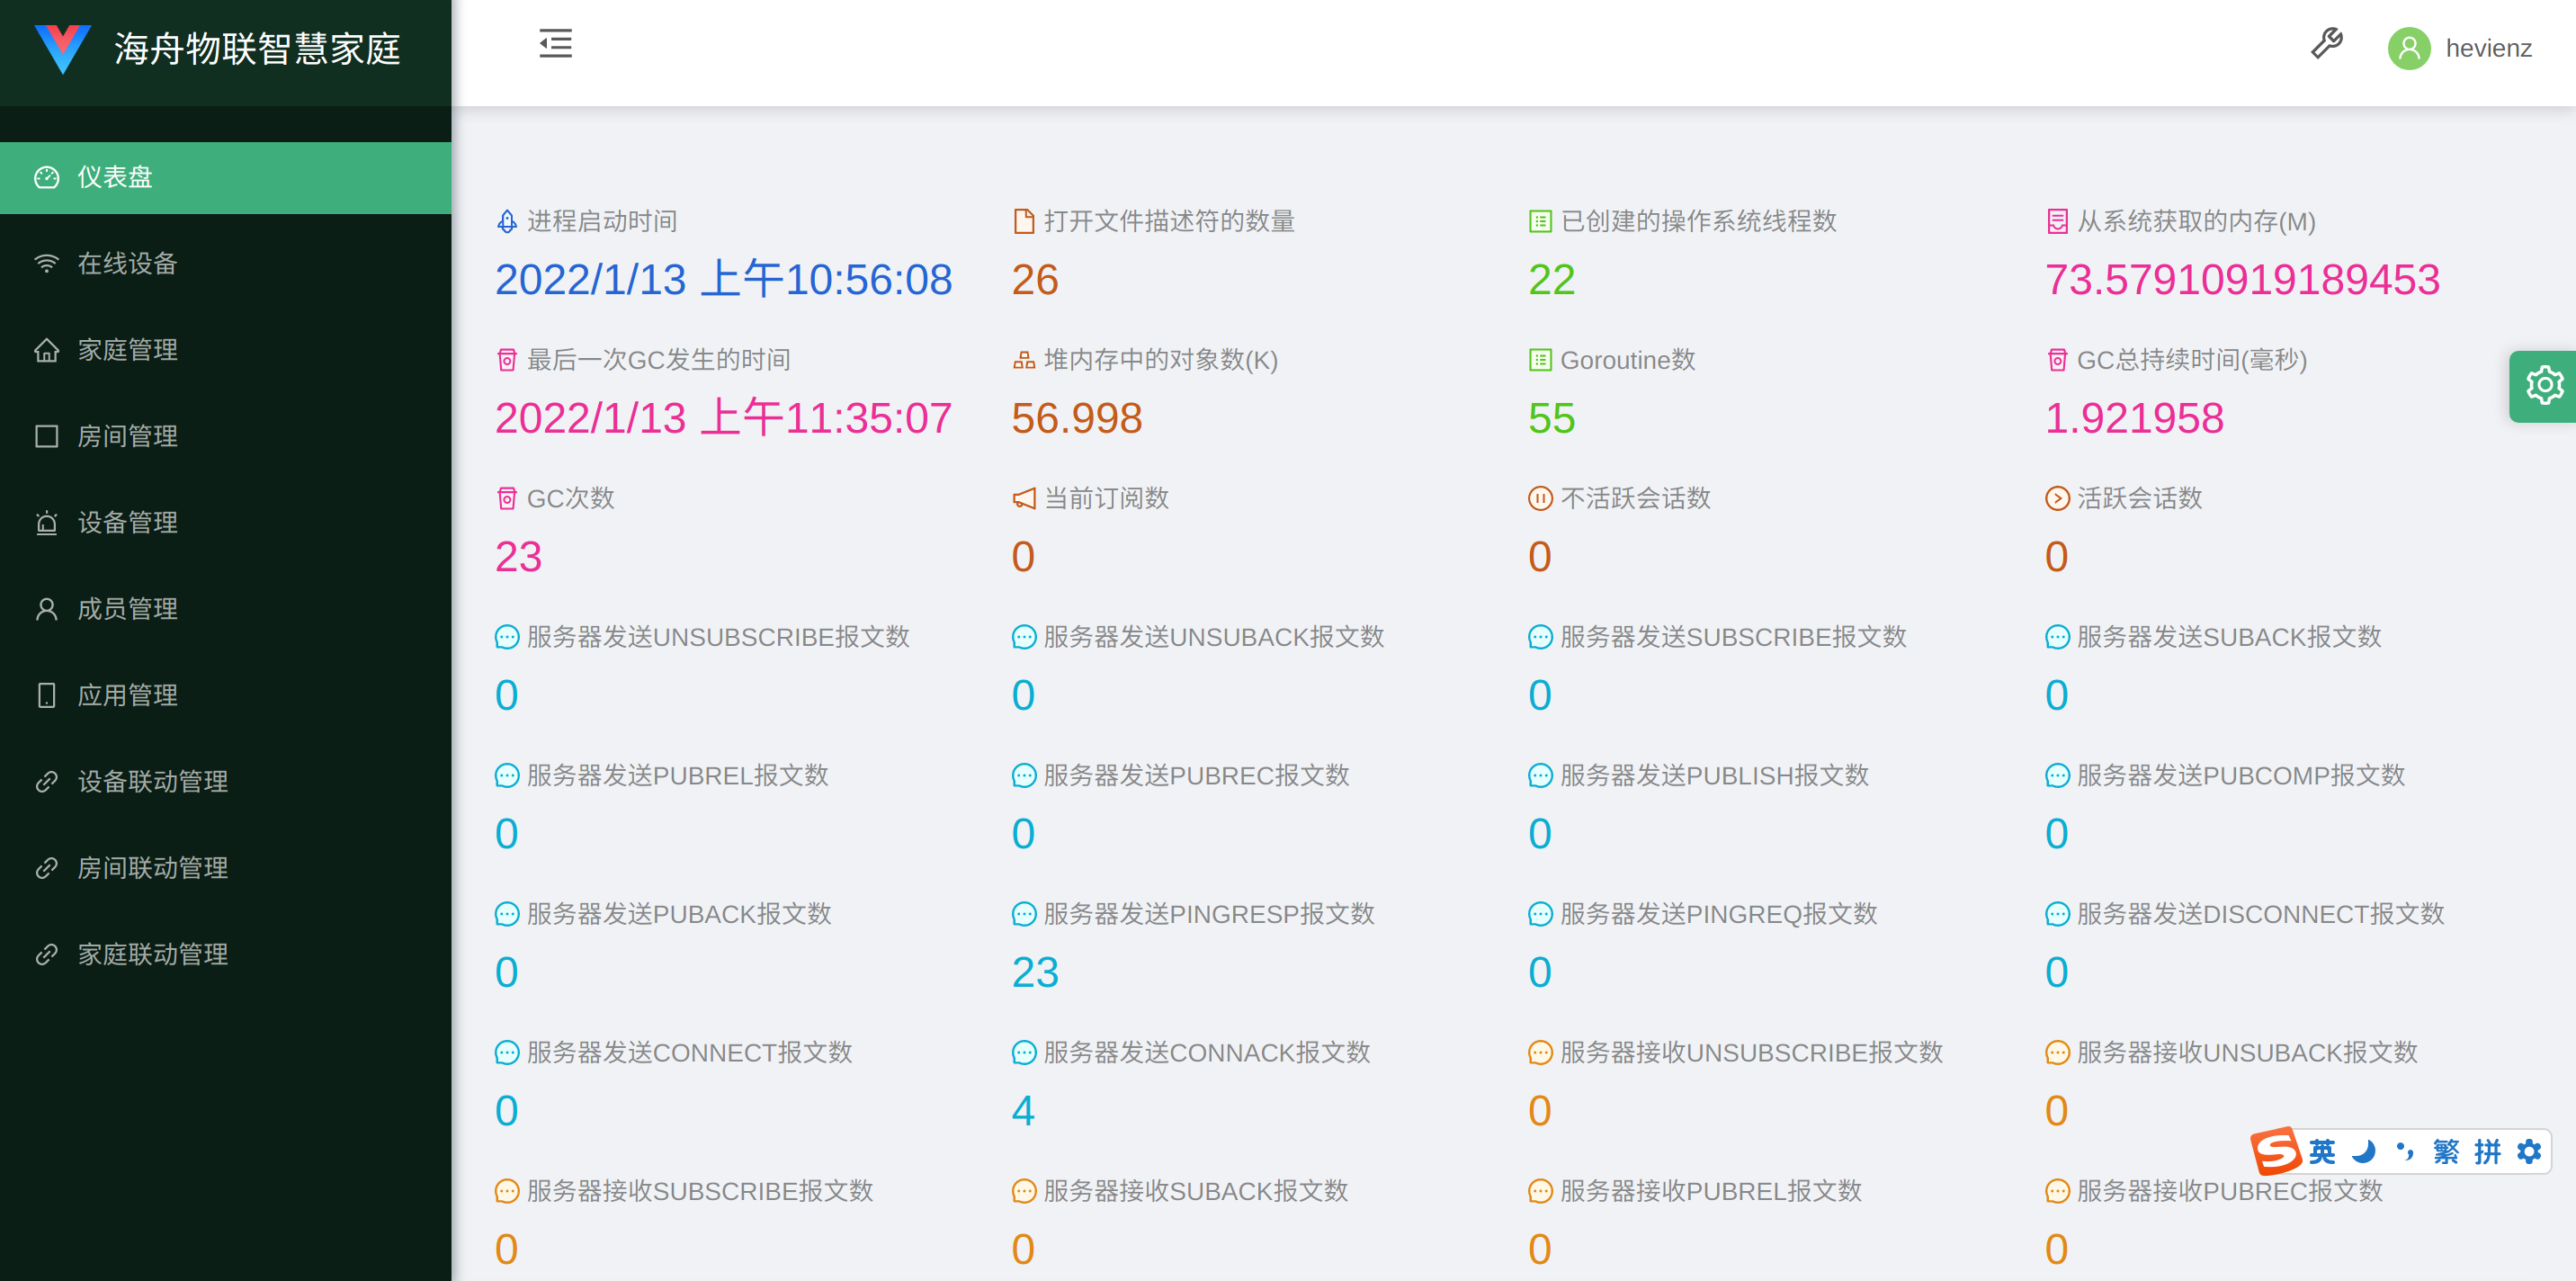 海舟物联智慧家庭
hevienz
仪表盘
在线设备
家庭管理
房间管理
设备管理
成员管理
应用管理
设备联动管理
房间联动管理
家庭联动管理
进程启动时间
2022/1/13 上午10:56:08
打开文件描述符的数量
26
已创建的操作系统线程数
22
从系统获取的内存(M)
73.57910919189453
最后一次GC发生的时间
2022/1/13 上午11:35:07
堆内存中的对象数(K)
56.998
Goroutine数
55
GC总持续时间(毫秒)
1.921958
GC次数
23
当前订阅数
0
不活跃会话数
0
活跃会话数
0
服务器发送UNSUBSCRIBE报文数
0
服务器发送UNSUBACK报文数
0
服务器发送SUBSCRIBE报文数
0
服务器发送SUBACK报文数
0
服务器发送PUBREL报文数
0
服务器发送PUBREC报文数
0
服务器发送PUBLISH报文数
0
服务器发送PUBCOMP报文数
0
服务器发送PUBACK报文数
0
服务器发送PINGRESP报文数
23
服务器发送PINGREQ报文数
0
服务器发送DISCONNECT报文数
0
服务器发送CONNECT报文数
0
服务器发送CONNACK报文数
4
服务器接收UNSUBSCRIBE报文数
0
服务器接收UNSUBACK报文数
0
英 繁 拼
服务器接收SUBSCRIBE报文数
0
服务器接收SUBACK报文数
0
服务器接收PUBREL报文数
0
服务器接收PUBREC报文数
0